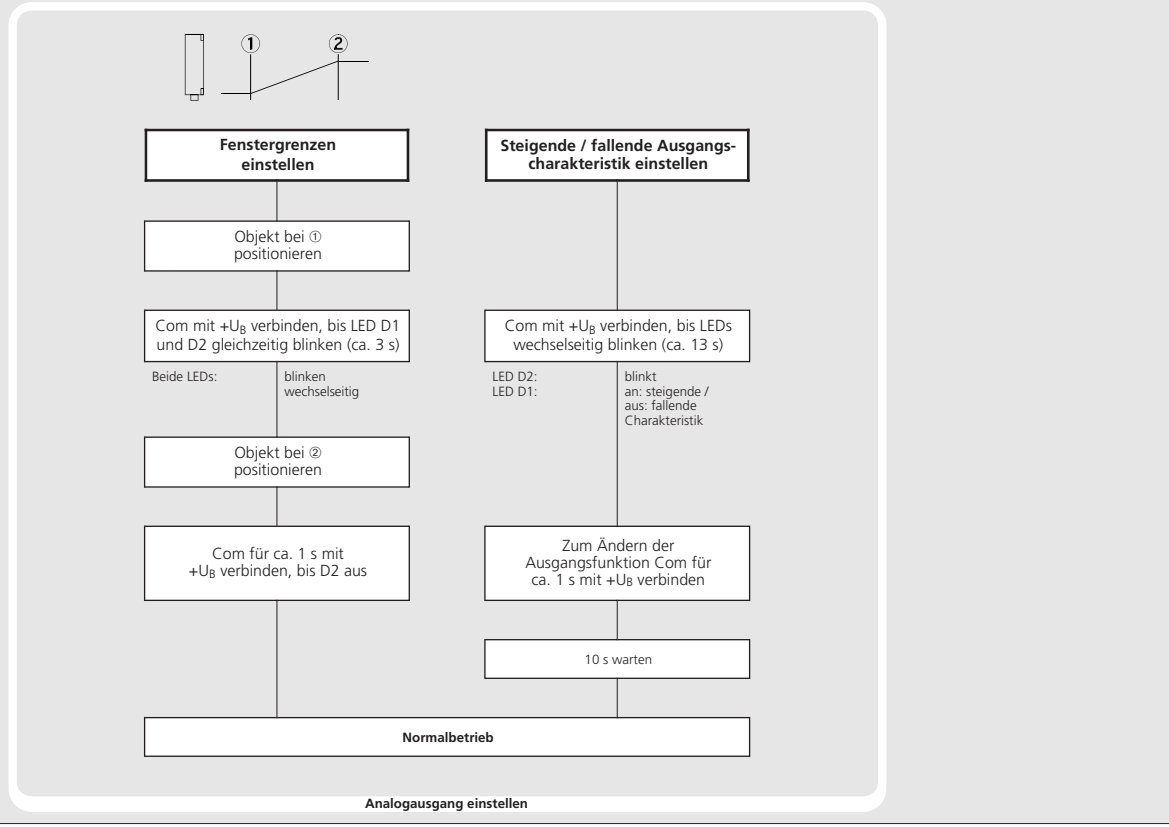 ① ②
Fenstergrenzen
einstellen
Objekt bei ①
positionieren
Com mit +UB verbinden, bis LED D1
und D2 gleichzeitig blinken (ca. 3 s)
Beide LEDs: blinken
wechselseitig
Objekt bei ②
positionieren
Com für ca. 1 s mit
+UB verbinden, bis D2 aus
Steigende / fallende Ausgangs-
charakteristik einstellen
Com mit +UB verbinden, bis LEDs
wechselseitig blinken (ca. 13 s)
LED D2: blinkt
LED D1: an: steigende /
aus: fallende
Charakteristik
Zum Ändern der
Ausgangsfunktion Com für
ca. 1 s mit +UB verbinden
10 s warten
Normalbetrieb
Analogausgang einstellen